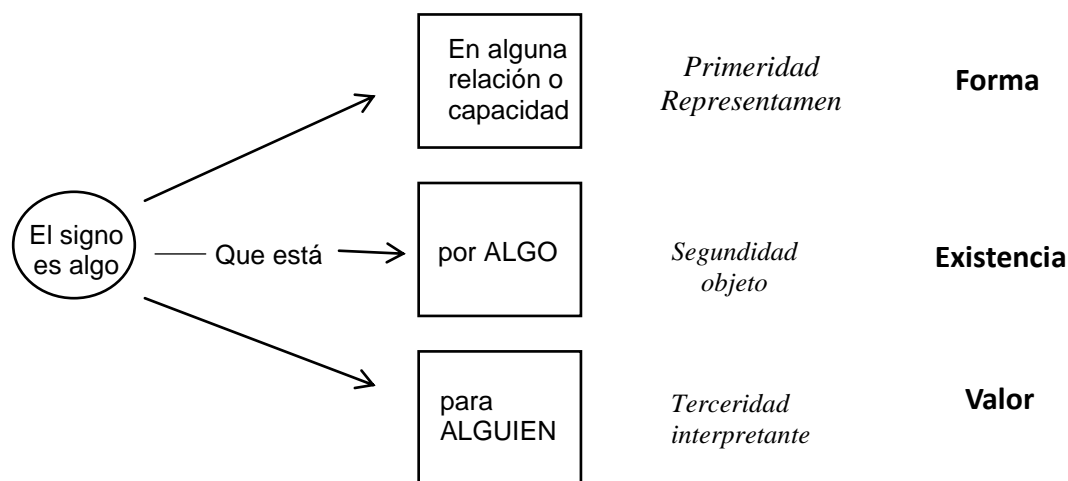 En alguna
relación o
capacidad
Primeridad
Representamen
Forma
El signo
es algo
Que está
por ALGO
Segundidad
objeto
Existencia
para
ALGUIEN
Terceridad
interpretante
Valor